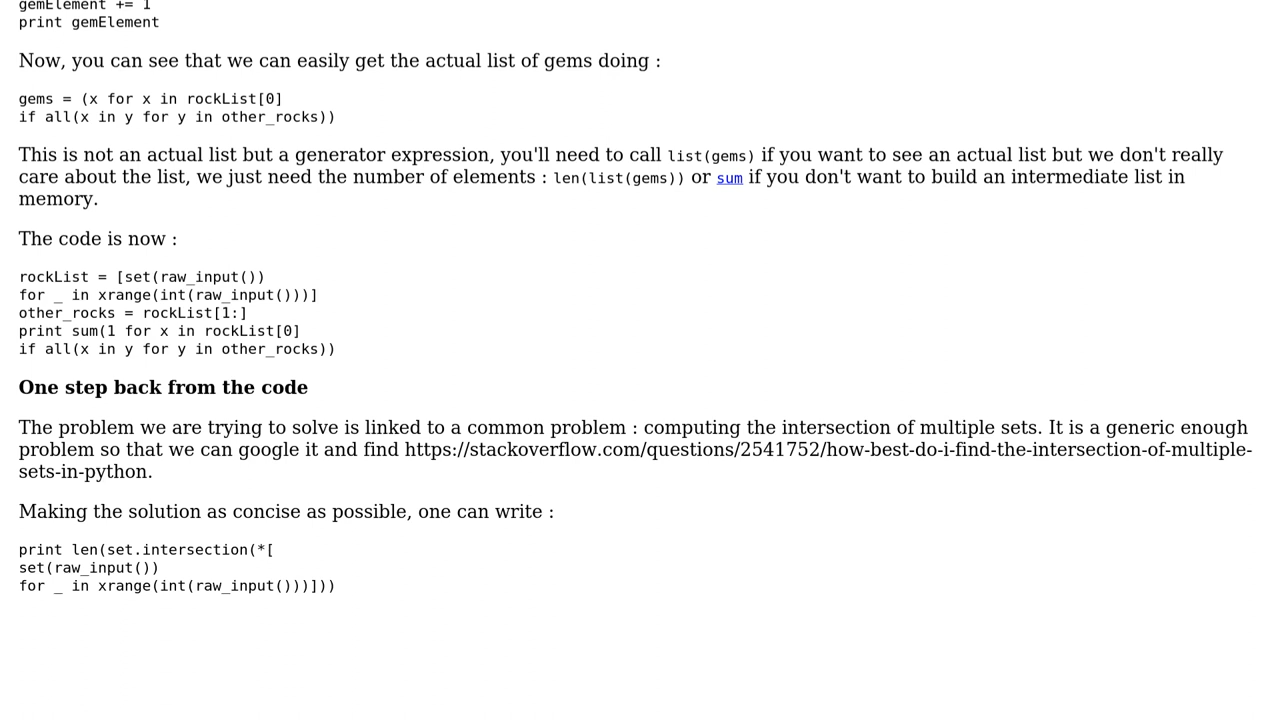 gemElement += 1
print gemElement
Now, you can see that we can easily get the actual list of gems doing :
gems = (x for x in rockList[0]
if all(x in y for y in other_rocks))
This is not an actual list but a generator expression, you'll need to call list(gems) if you want to see an actual list but we don't really
care about the list, we just need the number of elements : len(list(gems)) or sum if you don't want to build an intermediate list in
memory.
The code is now :
rockList = [set(raw_input())
for _ in xrange(int(raw_input()))]
other_rocks = rockList[1:]
print sum(1 for x in rockList[0]
if all(x in y for y in other_rocks))
One step back from the code
The problem we are trying to solve is linked to a common problem : computing the intersection of multiple sets. It is a generic enough
problem so that we can google it and find https://stackoverflow.com/questions/2541752/how-best-do-i-find-the-intersection-of-multiple-
sets-in-python.
Making the solution as concise as possible, one can write :
print len(set.intersection(*[
set(raw_input())
for _ in xrange(int(raw_input()))]))